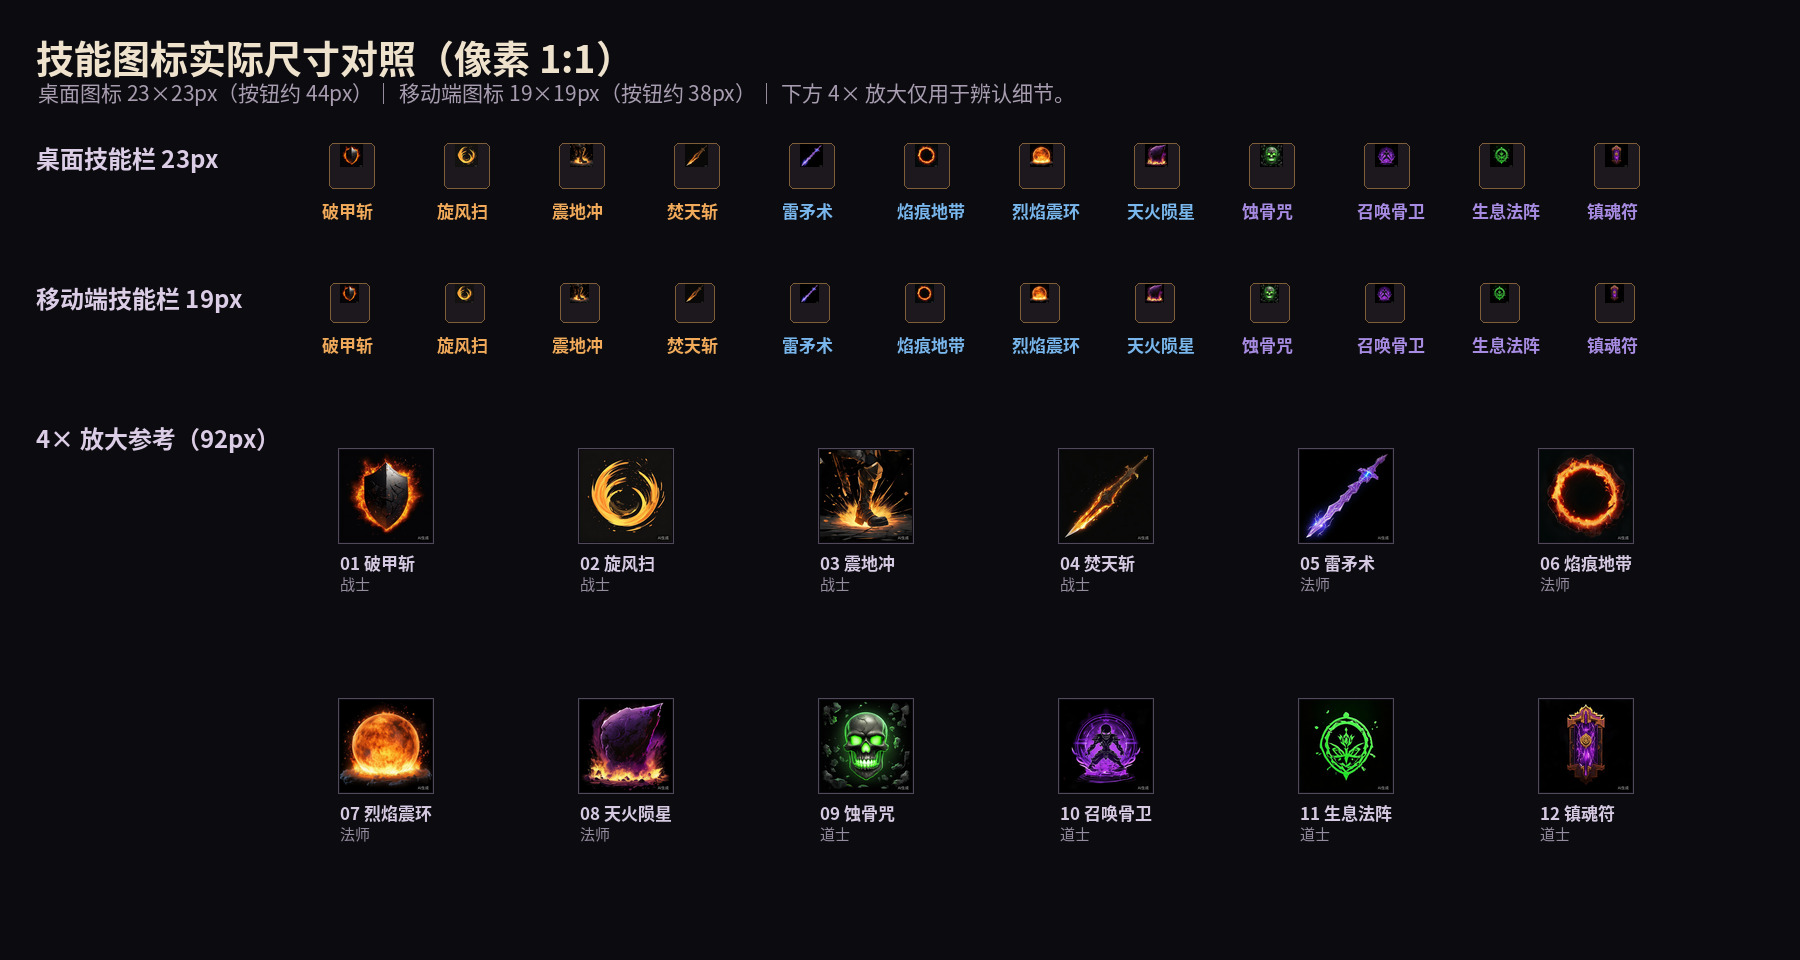 技能图标实际尺寸对照（像素 1:1）
桌面图标 23×23px（按钮约 44px）｜ 移动端图标 19×19px（按钮约 38px）｜ 下方 4× 放大仅用于辨认细节。
桌面技能栏 23px
破甲斩 旋风扫 震地冲 焚天斩 雷矛术 焰痕地带 烈焰震环 天火陨星 蚀骨咒 召唤骨卫 生息法阵 镇魂符
移动端技能栏 19px
破甲斩 旋风扫 震地冲 焚天斩 雷矛术 焰痕地带 烈焰震环 天火陨星 蚀骨咒 召唤骨卫 生息法阵 镇魂符
4× 放大参考（92px）
01 破甲斩 02 旋风扫 03 震地冲 04 焚天斩 05 雷矛术 06 焰痕地带
战士 战士 战士 战士 法师 法师
07 烈焰震环 08 天火陨星 09 蚀骨咒 10 召唤骨卫 11 生息法阵 12 镇魂符
法师 法师 道士 道士 道士 道士